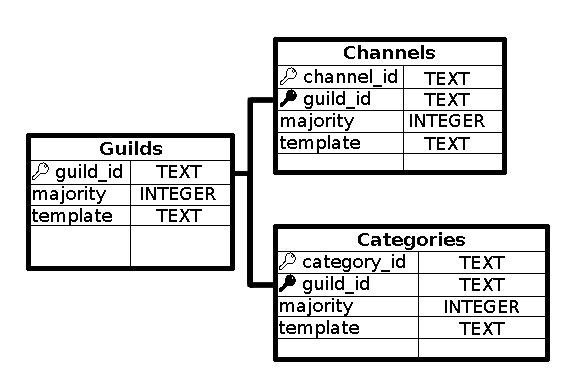 Channels
channel_id TEXT
guild_id TEXT
majority INTEGER
template TEXT
Guilds
guild_id TEXT
majority INTEGER
template TEXT
Categories
category_id TEXT
guild_id TEXT
majority INTEGER
template TEXT